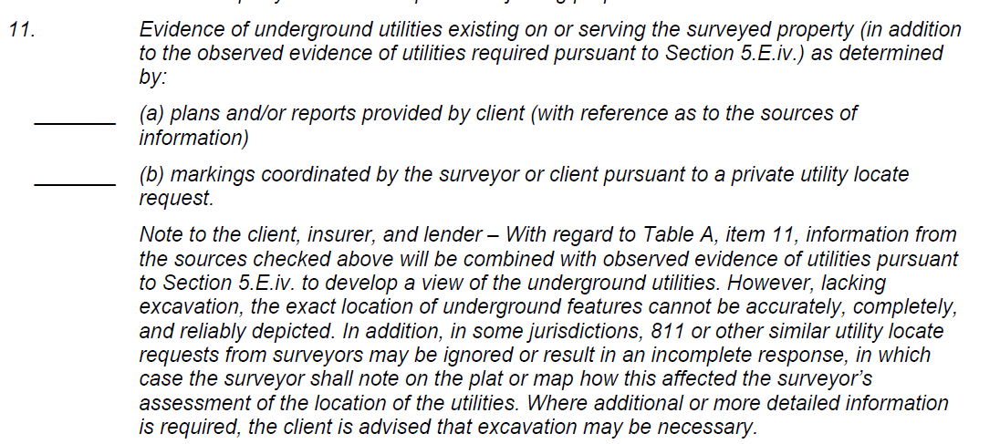 11. Evidence of underground utilities existing on or serving the surveyed property (in addition
to the observed evidence of utilities required pursuant to Section 5.E.iv.) as determined
by:
(a) plans and/or reports provided by client (with reference as to the sources of
information)
(b) markings coordinated by the surveyor or client pursuant to a private utility locate
request.
Note to the client, insurer, and lender – With regard to Table A, item 11, information from
the sources checked above will be combined with observed evidence of utilities pursuant
to Section 5.E.iv. to develop a view of the underground utilities. However, lacking
excavation, the exact location of underground features cannot be accurately, completely,
and reliably depicted. In addition, in some jurisdictions, 811 or other similar utility locate
requests from surveyors may be ignored or result in an incomplete response, in which
case the surveyor shall note on the plat or map how this affected the surveyor’s
assessment of the location of the utilities. Where additional or more detailed information
is required, the client is advised that excavation may be necessary.